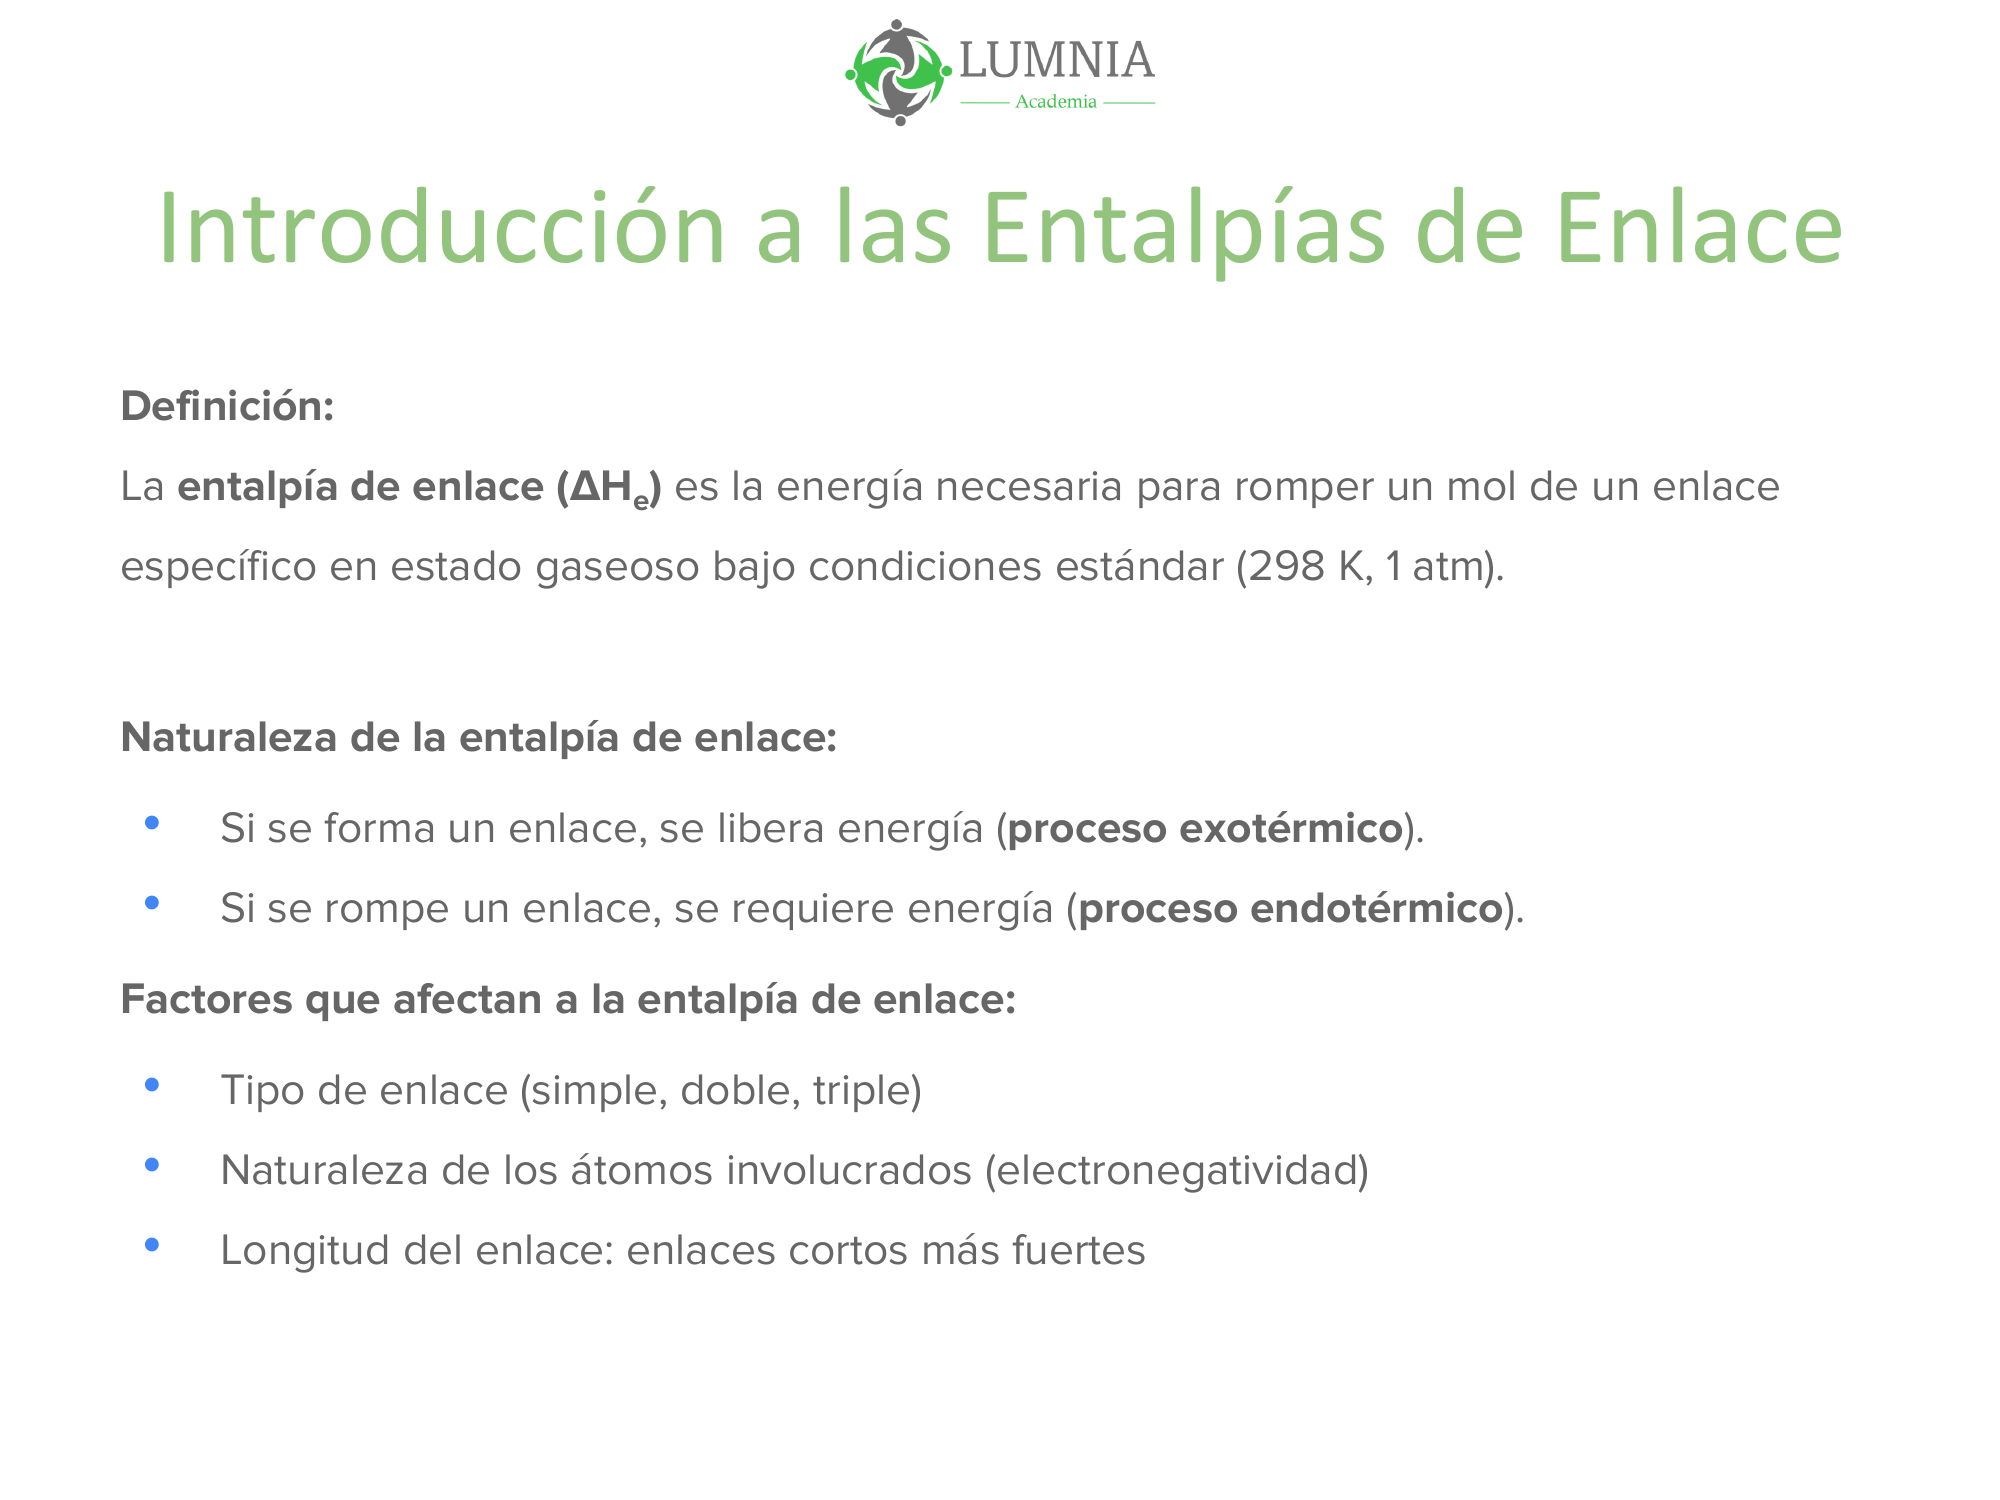 LUMNIA
Academia
Introducción a las Entalpías de Enlace
Definición:
La entalpía de enlace (ΔHₑ) es la energía necesaria para romper un mol de un enlace
específico en estado gaseoso bajo condiciones estándar (298 K, 1 atm).
Naturaleza de la entalpía de enlace:
• Si se forma un enlace, se libera energía (proceso exotérmico).
• Si se rompe un enlace, se requiere energía (proceso endotérmico).
Factores que afectan a la entalpía de enlace:
• Tipo de enlace (simple, doble, triple)
• Naturaleza de los átomos involucrados (electronegatividad)
• Longitud del enlace: enlaces cortos más fuertes